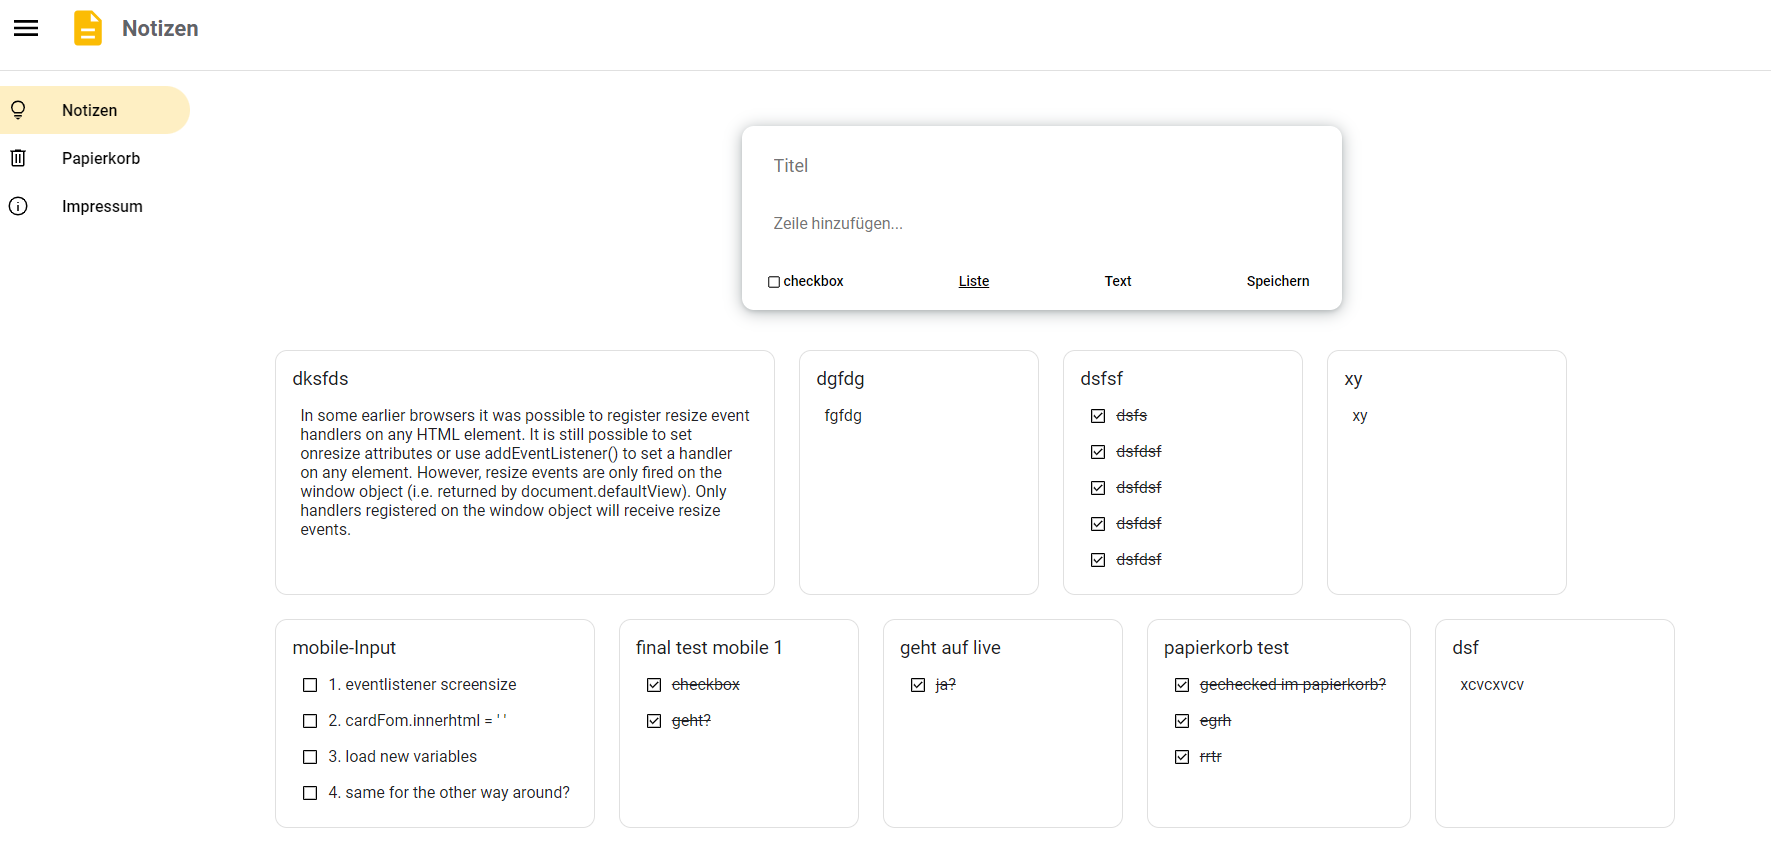 Notizen
Notizen
Papierkorb
Impressum
Titel
Zeile hinzufügen...
checkbox
Liste
Text
Speichern
dksfds
In some earlier browsers it was possible to register resize event
handlers on any HTML element. It is still possible to set
onresize attributes or use addEventListener() to set a handler
on any element. However, resize events are only fired on the
window object (i.e. returned by document.defaultView). Only
handlers registered on the window object will receive resize
events.
dgfdg
fgfdg
dsfsf
dsfs
dsfdsf
dsfdsf
dsfdsf
dsfdsf
xy
xy
mobile-Input
1. eventlistener screensize
2. cardFom.innerhtml = ' '
3. load new variables
4. same for the other way around?
final test mobile 1
checkbox
geht?
geht auf live
ja?
papierkorb test
gechecked im papierkorb?
egrh
rrtr
dsf
xcvcxvcv